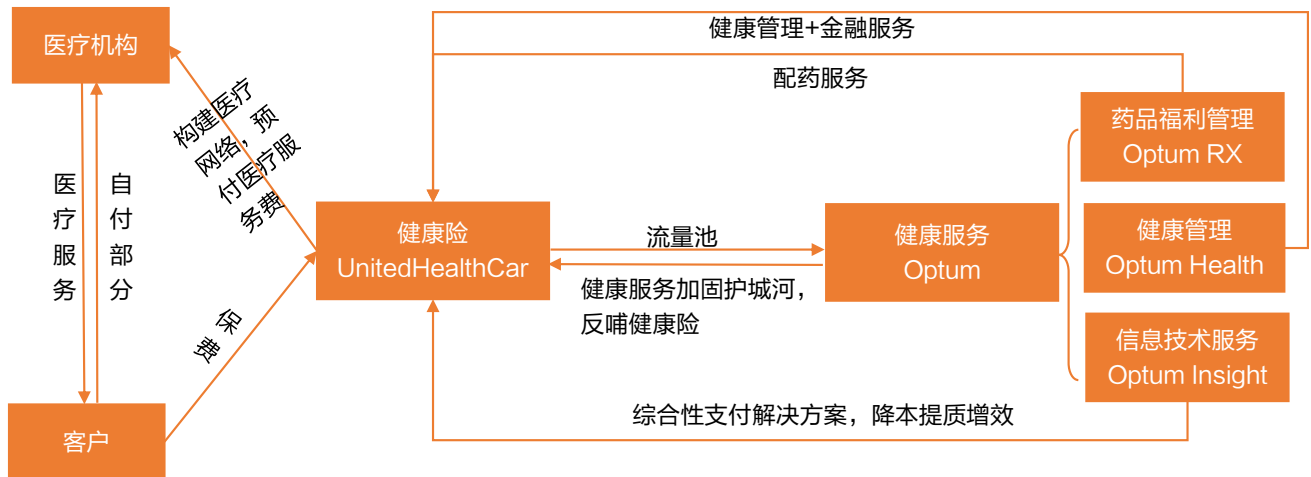 医疗机构
健康管理+金融服务
配药服务
构建医疗
网络，预
付医疗服
务费
药品福利管理
Optum RX
医疗服务
自付部分
健康险
UnitedHealthCar
流量池
健康服务
Optum
健康管理
Optum Health
健康服务加固护城河，
反哺健康险
保费
信息技术服务
Optum Insight
综合性支付解决方案，降本提质增效
客户